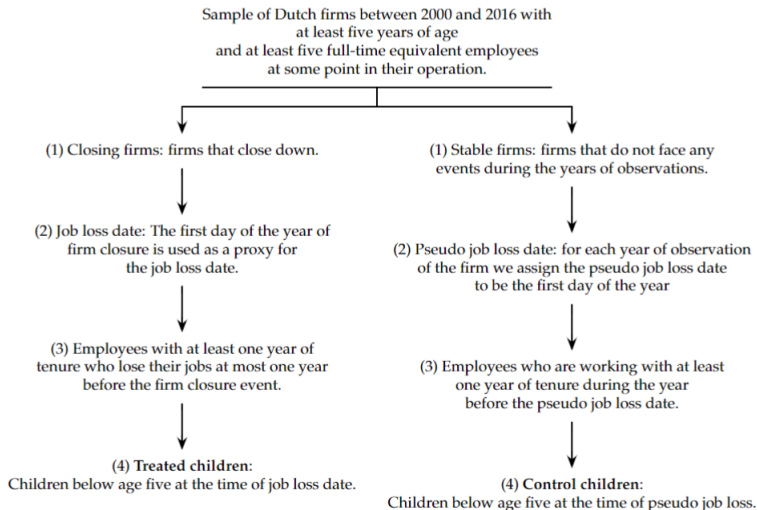 Sample of Dutch firms between 2000 and 2016 with
at least five years of age
and at least five full-time equivalent employees
at some point in their operation.
(1) Closing firms: firms that close down.
(2) Job loss date: The first day of the year of
firm closure is used as a proxy for
the job loss date.
(3) Employees with at least one year of
tenure who lose their jobs at most one year
before the firm closure event.
(4) Treated children:
Children below age five at the time of job loss date.
(1) Stable firms: firms that do not face any
events during the years of observations.
(2) Pseudo job loss date: for each year of observation
of the firm we assign the pseudo job loss date
to be the first day of the year
(3) Employees who are working with at least
one year of tenure during the year
before the pseudo job loss date.
(4) Control children:
Children below age five at the time of pseudo job loss.